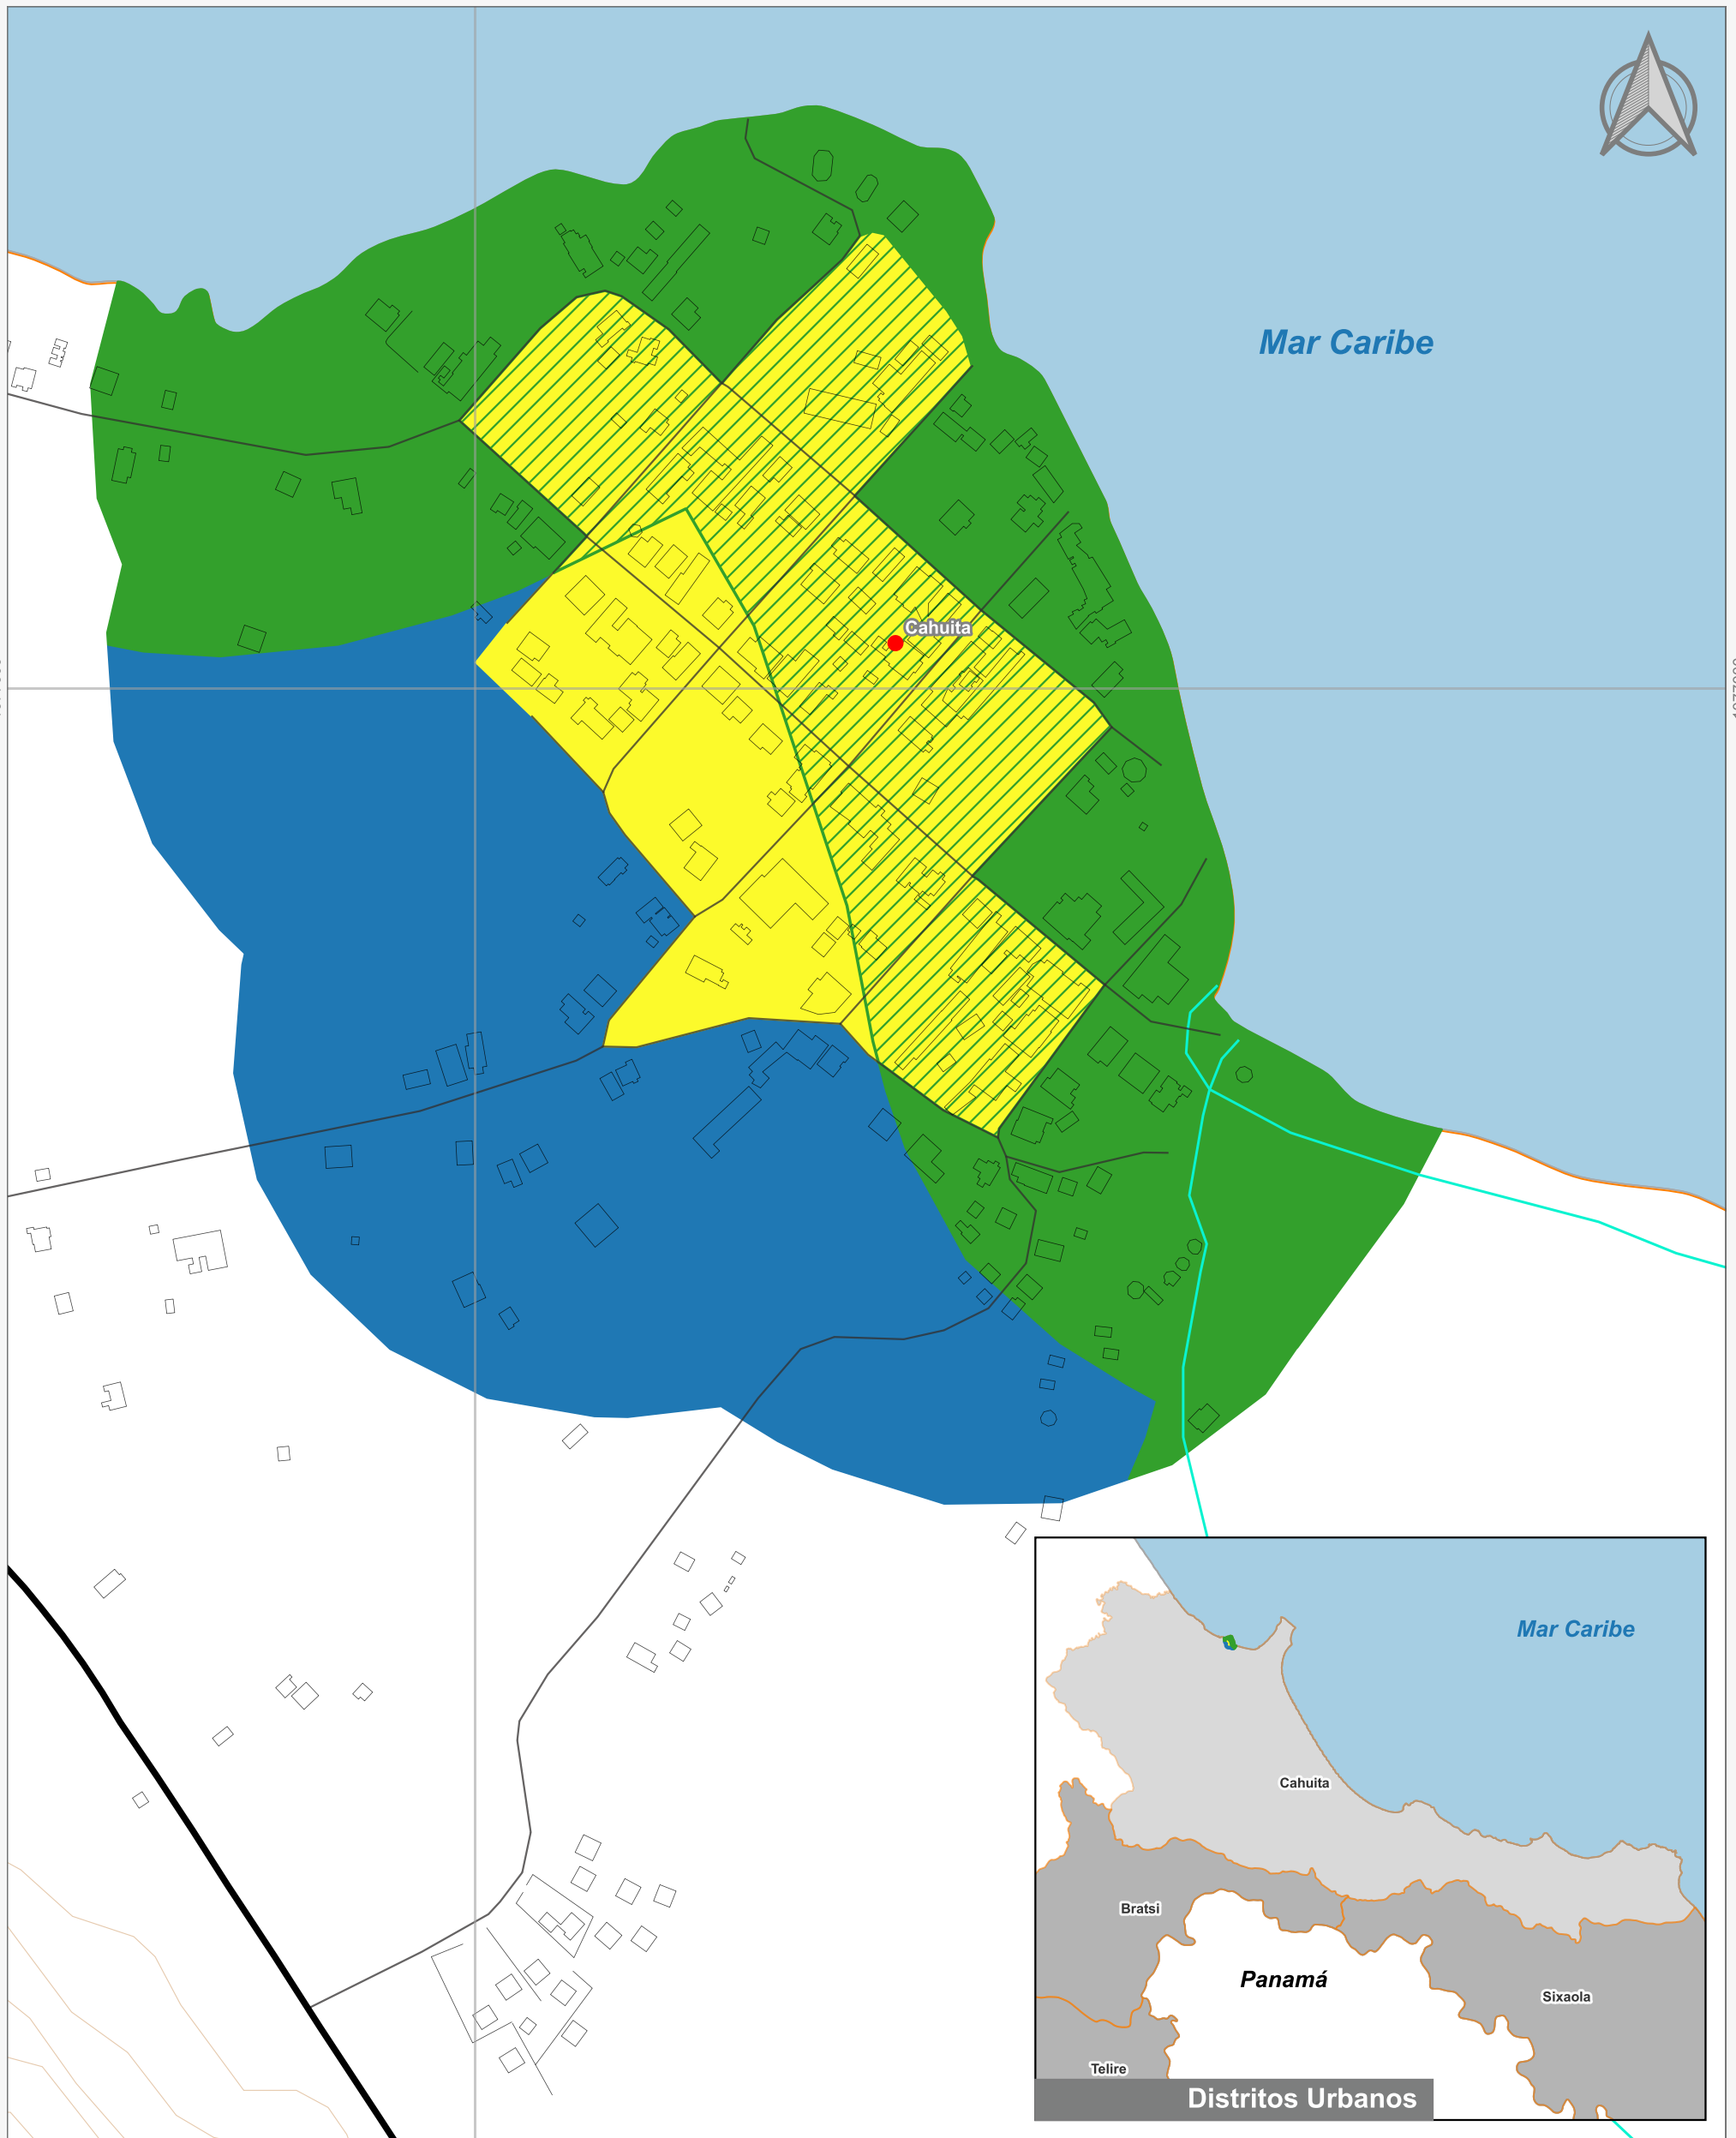 Mar Caribe
Cahuita
Mar Caribe
Cahuita
Bratsi
Panamá
Sixaola
Telire
Distritos Urbanos